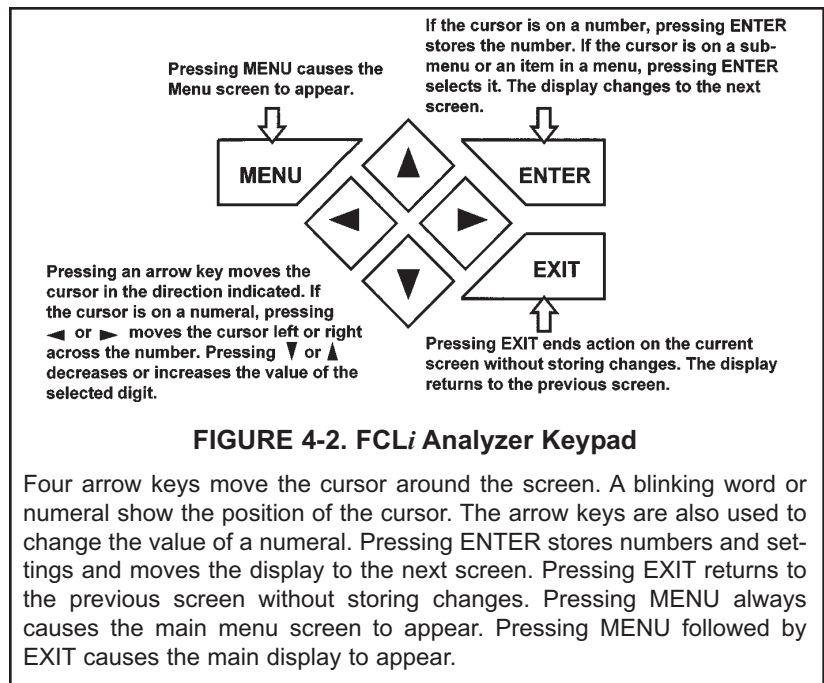 If the cursor is on a number, pressing ENTER
stores the number. If the cursor is on a sub-
menu or an item in a menu, pressing ENTER
selects it. The display changes to the next
screen.
Pressing MENU causes the
Menu screen to appear.
MENU
ENTER
EXIT
Pressing an arrow key moves the
cursor in the direction indicated. If
the cursor is on a numeral, pressing
◄ or ► moves the cursor left or right
across the number. Pressing ▼ or ▲
decreases or increases the value of the
selected digit.
Pressing EXIT ends action on the current
screen without storing changes. The display
returns to the previous screen.
FIGURE 4-2. FCLi Analyzer Keypad
Four arrow keys move the cursor around the screen. A blinking word or
numeral show the position of the cursor. The arrow keys are also used to
change the value of a numeral. Pressing ENTER stores numbers and set-
tings and moves the display to the next screen. Pressing EXIT returns to
the previous screen without storing changes. Pressing MENU always
causes the main menu screen to appear. Pressing MENU followed by
EXIT causes the main display to appear.